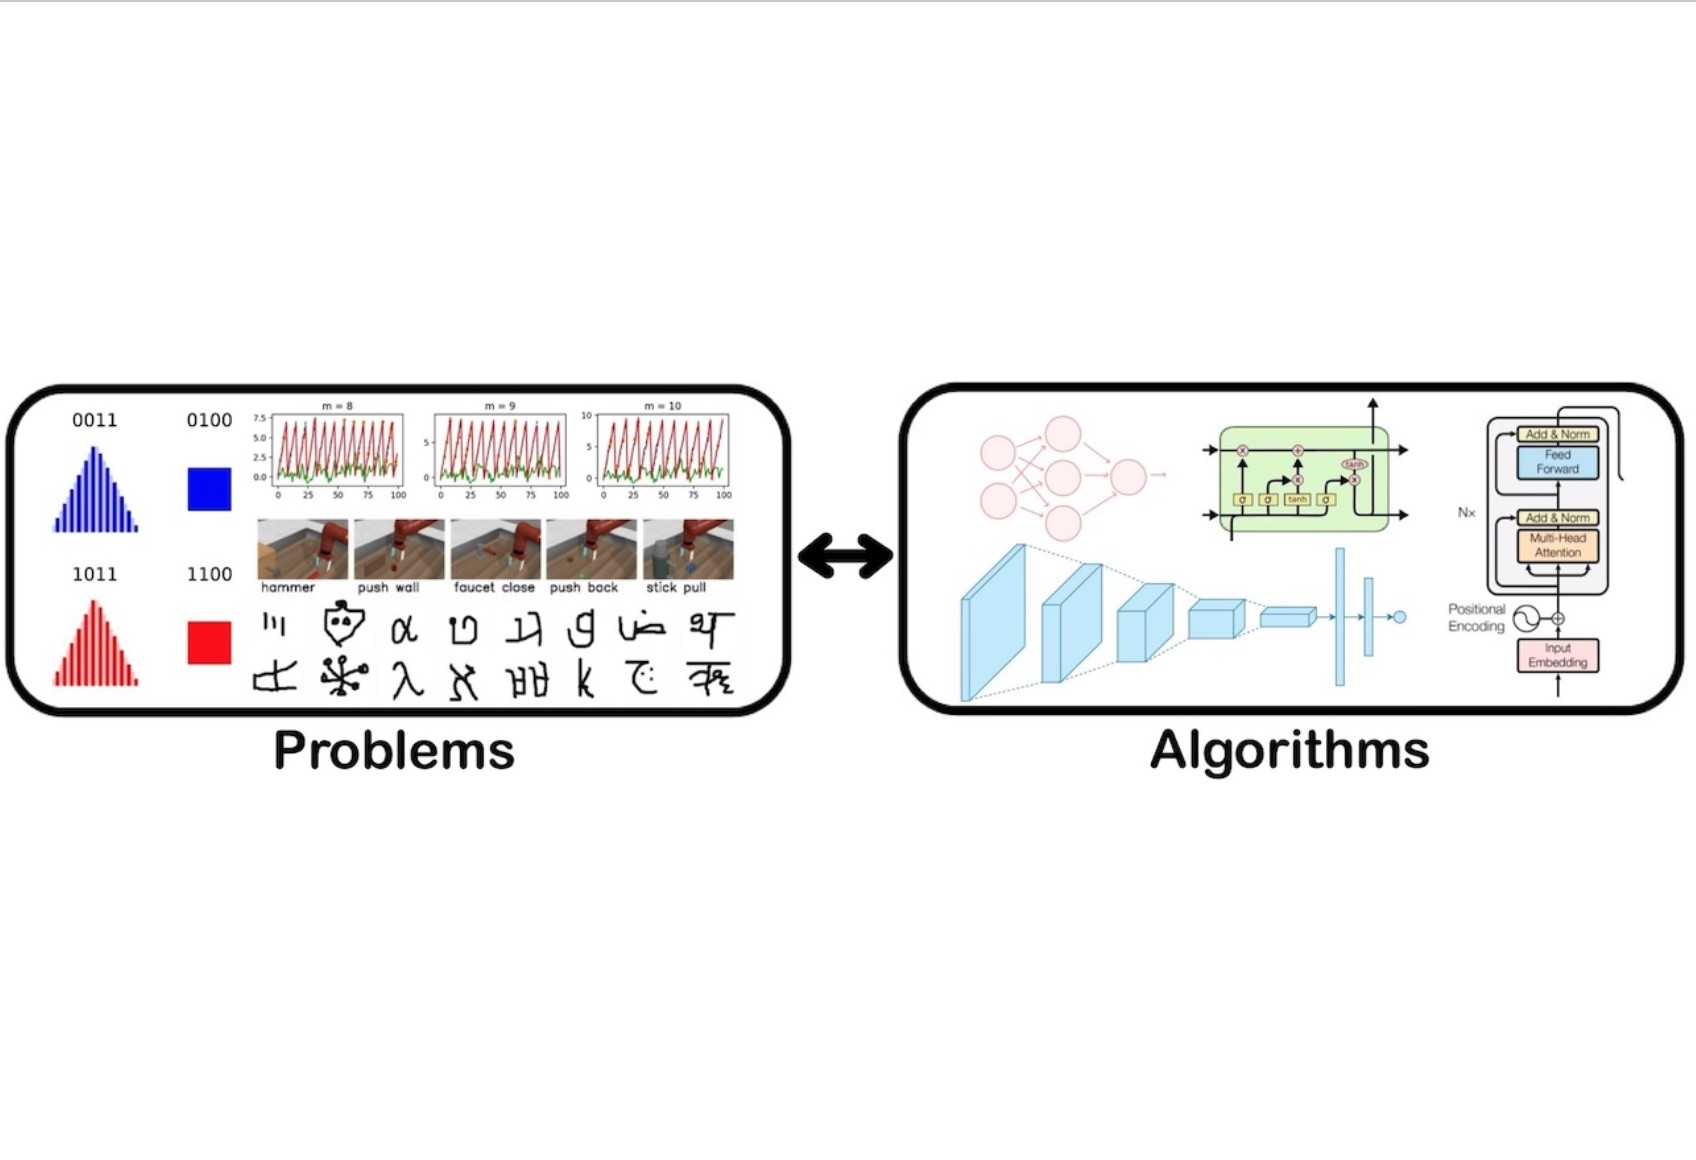 0011
0100
1011
1100
m = 8
7.5
5.0
2.5
0.0
0 25 50 75 100
m = 9
5
0
0 25 50 75 100
m = 10
10
5
0
0 25 50 75 100
hammer
push wall
faucet close
push back
stick pull
α
λ
א
g
k
ض
Problems
x
+
tanh
x
x
σ
σ
tanh
σ
Add & Norm
Feed
Forward
N×
Add & Norm
Multi-Head
Attention
Positional
Encoding
+
Input
Embedding
Algorithms